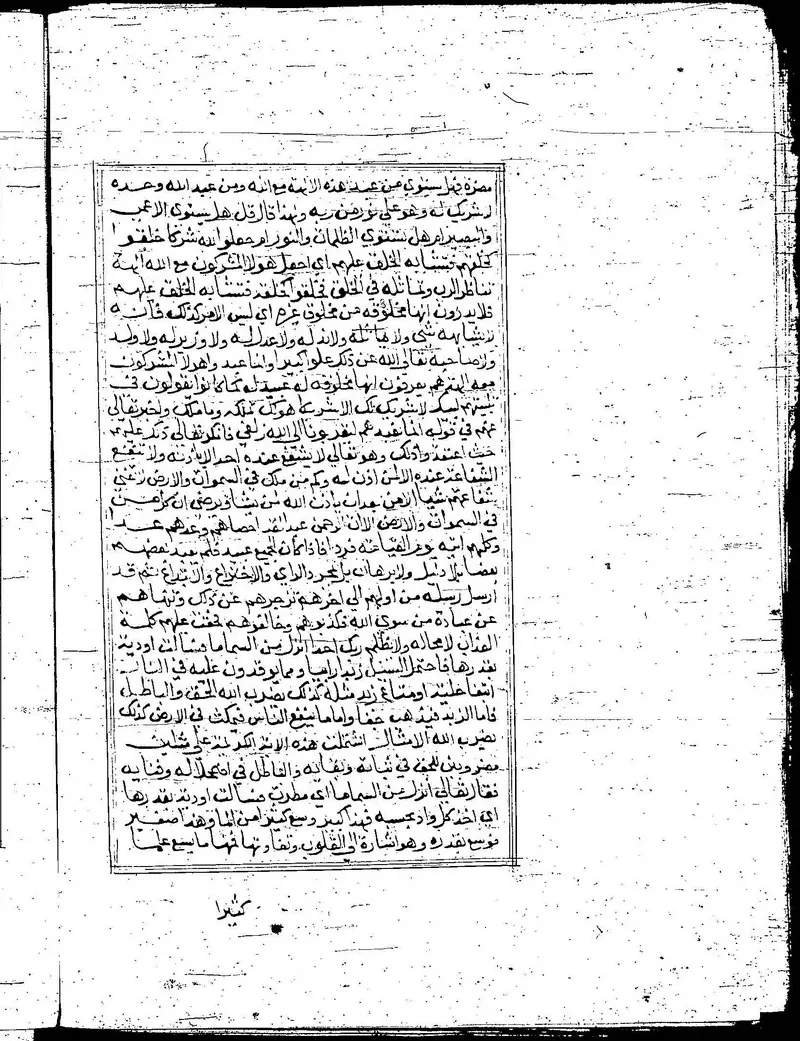 مضرة فهل يستوي من عبد هذه الالهة مع الله ومن عبد الله وحده
لا شريك له وهو على نور من ربه ولهذا قال قل هل يستوي الاعمى
والبصير ام هل تستوي الظلمات والنور ام جعلوا لله شركا خلقوا
كخلقه فتشابه الخلق عليهم اي اجعل هولا المشركون مع الله الهة
تناظر الرب وتماثله في الخلق فخلقوا كخلقه فتشابه الخلق عليهم
فلا يدرون انها مخلوقه من مخلوق غيره اي ليس الامر كذلك فانه
لا يشابهه شي ولا يماثله ولا ند له ولا عدل له ولا وزير له ولا ولد
ولا صاحبة تعالى الله عن ذلك علوا كبيرا وانما عبد هولا المشركون
معه الهة هم يعرفون انها مخلوقه له عبيد له كما كانوا يقولون في
تلبيتهم لبيك لا شريك لك الا شريكا هو لك تملكه وما ملك واخبر تعالى
عنهم في قوله ما نعبدهم الا ليقربونا الى الله زلفى فانكر تعالى ذلك عليهم
حيث اعتقدوا ذلك وهو تعالى لا يشفع عنده احد الا باذنه ولا تنفع
الشفاعة عنده الا لمن اذن له وكم من ملك في السموات والارض لا تغني
شفاعتهم شيا الا من بعد ان ياذن الله لمن يشا ويرضى ان كل من
في السموات والارض الا اتي الرحمن عبدا لقد احصاهم وعدهم عدا
وكلهم اتيه يوم القيامه فردا فاذا كان الجميع عبيد فلم يعبد بعضهم
بعضا بلا دليل ولا برهان بل بمجرد الراي والاختراع والابتداع ثم قد
ارسل رسله من اولهم الى اخرهم تزجرهم عن ذلك وتنهاهم
عن عبادة من سوى الله فكذبوهم وخالفوهم فحقت عليهم كلمة
العذاب لا محاله ولا يظلم ربك احدا انزل من السما ما فسالت اودية
بقدرها فاحتمل السيل زبدا رابيا ومما يوقدون عليه في النار
ابتغا حلية او متاع زبد مثله كذلك يضرب الله الحق والباطل
فاما الزبد فيذهب جفا واما ما ينفع الناس فيمكث في الارض كذلك
يضرب الله الامثال اشتملت هذه الاية الكريمة على مثلين
مضروبين للحق في ثباته وبقايه والباطل في اضمحلاله وفنايه
فقال تعالى انزل من السما ما اي مطرا فسالت اودية بقدرها
اي اخذ كل واد بحسبه فهذا كبير وسع كثيرا من الما وهذا صغير
فوسع بقدره وهو اشارة الى القلوب وتفاوتها فمنها ما يسع علما
كثيرا